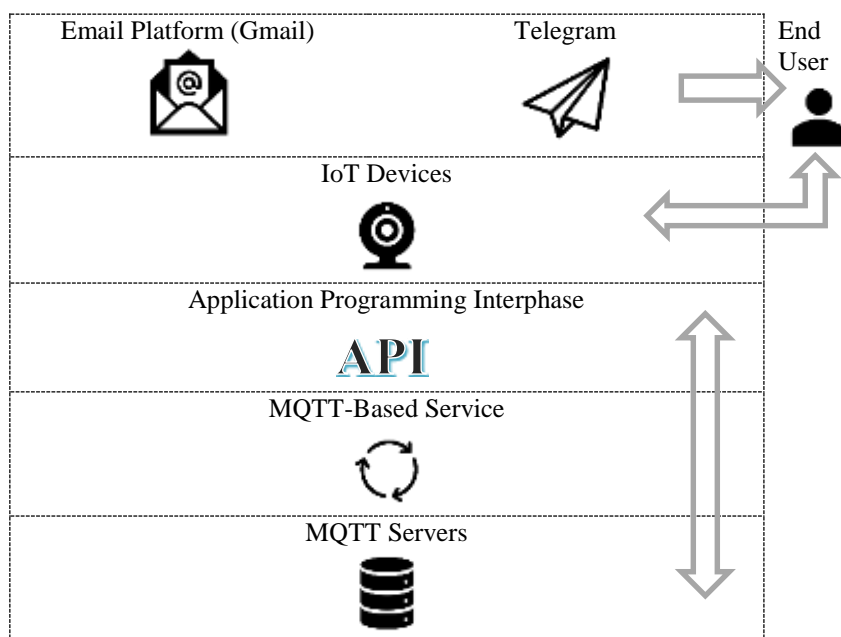 Email Platform (Gmail)
Telegram
End
User
@
IoT Devices
Application Programming Interphase
API
MQTT-Based Service
MQTT Servers